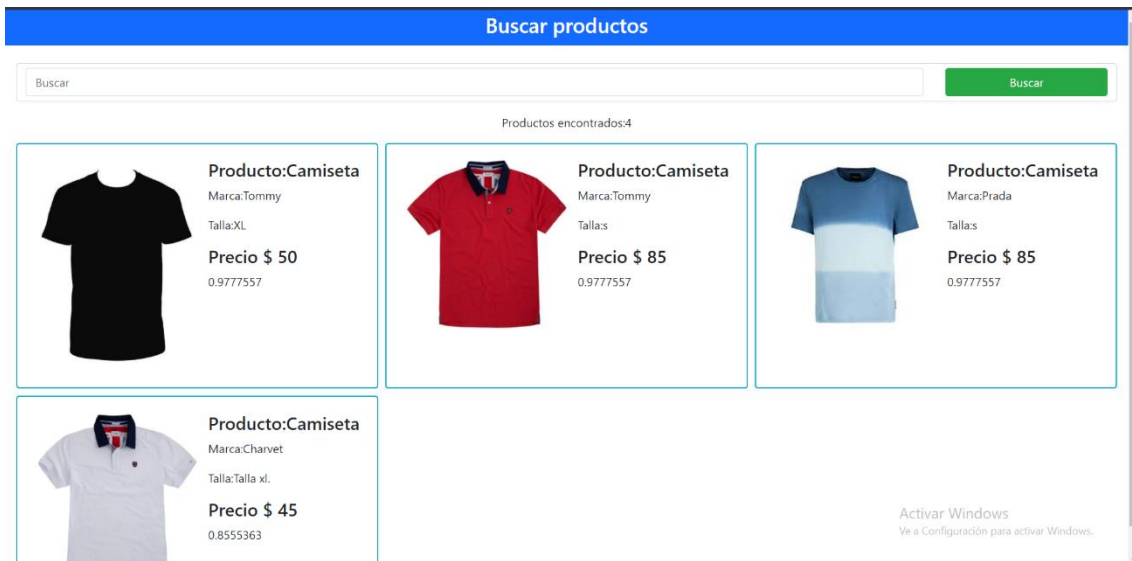 Buscar productos
Buscar
Buscar
Productos encontrados:4
Producto:Camiseta
Marca:Tommy
Talla:XL
Precio $ 50
0.9777557
Producto:Camiseta
Marca:Tommy
Talla:s
Precio $ 85
0.9777557
Producto:Camiseta
Marca:Prada
Talla:s
Precio $ 85
0.9777557
Producto:Camiseta
Marca:Charvet
Talla:Talla xl.
Precio $ 45
0.8555363
Activar Windows
Ve a Configuración para activar Windows.